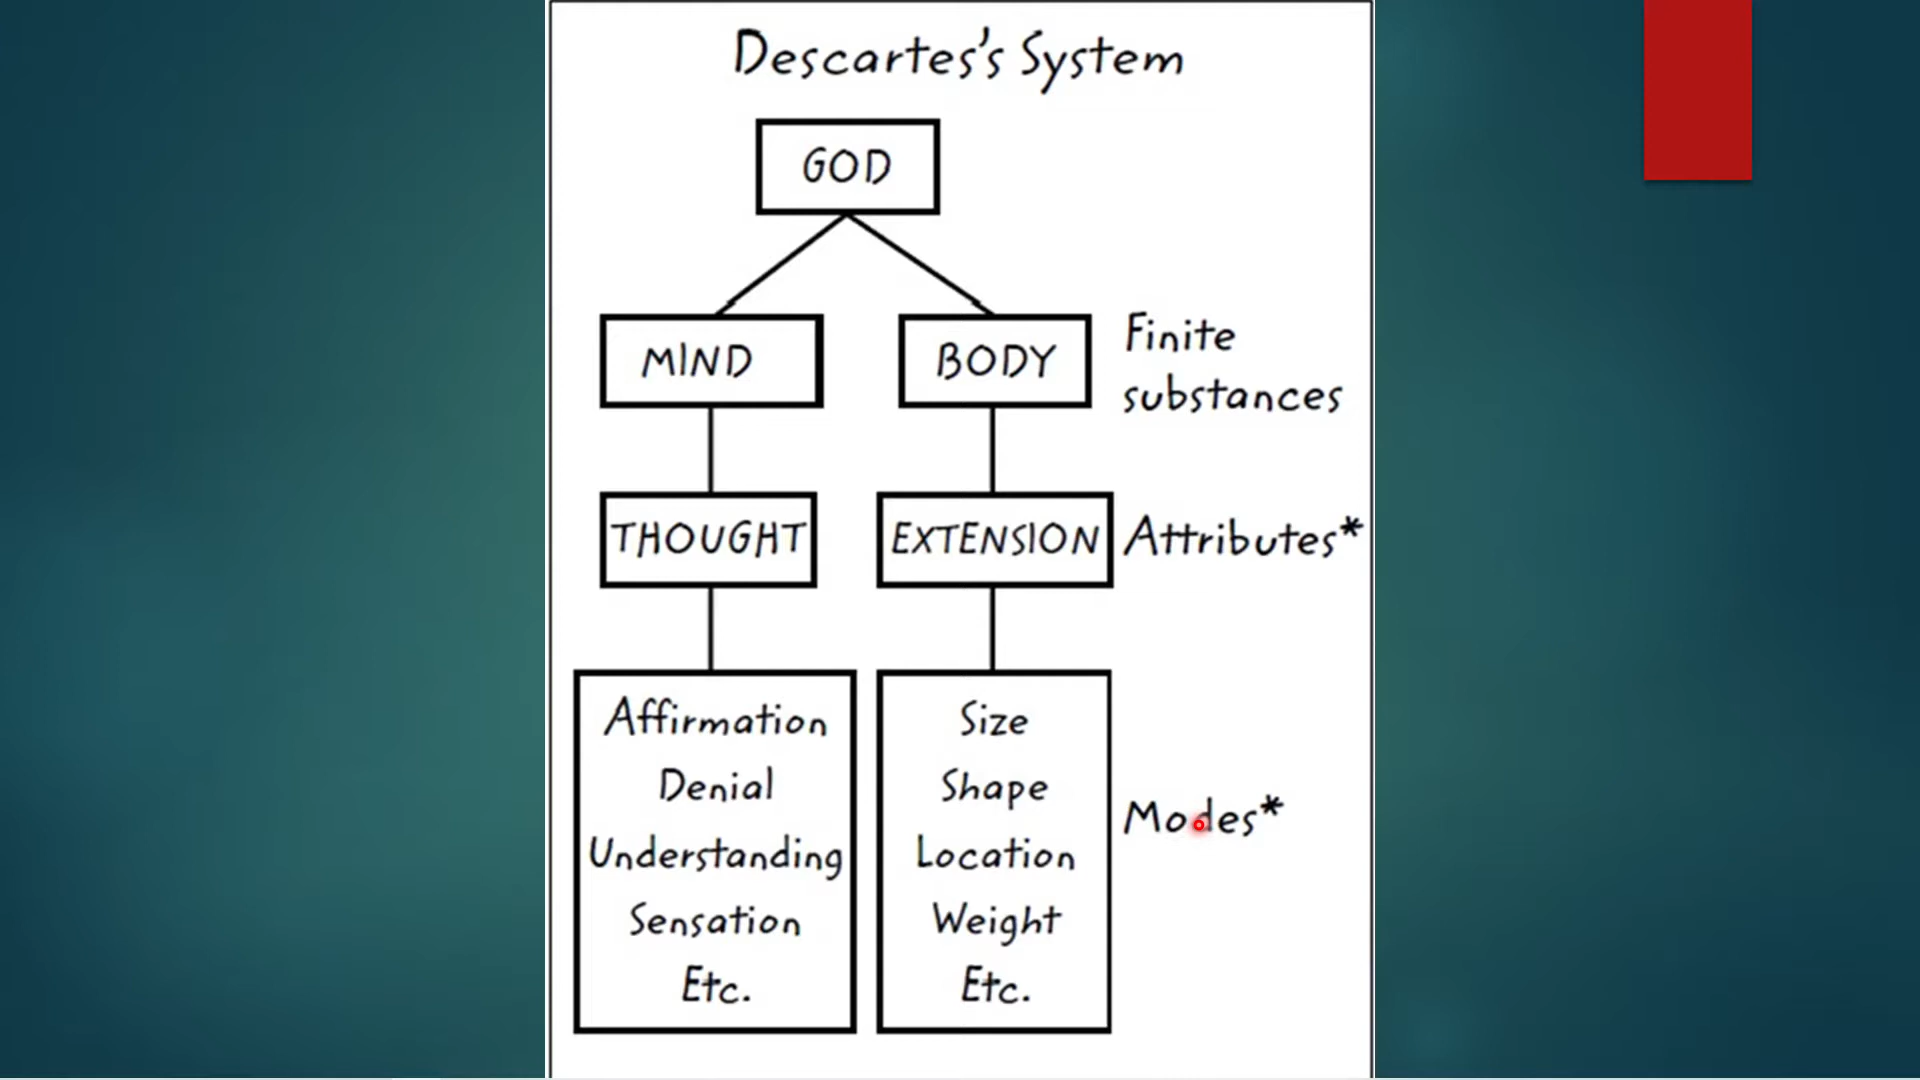 Descartes's System
GOD
MIND
BODY
Finite
substances
THOUGHT
EXTENSION
Attributes*
Affirmation
Denial
Understanding
Sensation
Etc.
Size
Shape
Location
Weight
Etc.
Modes*